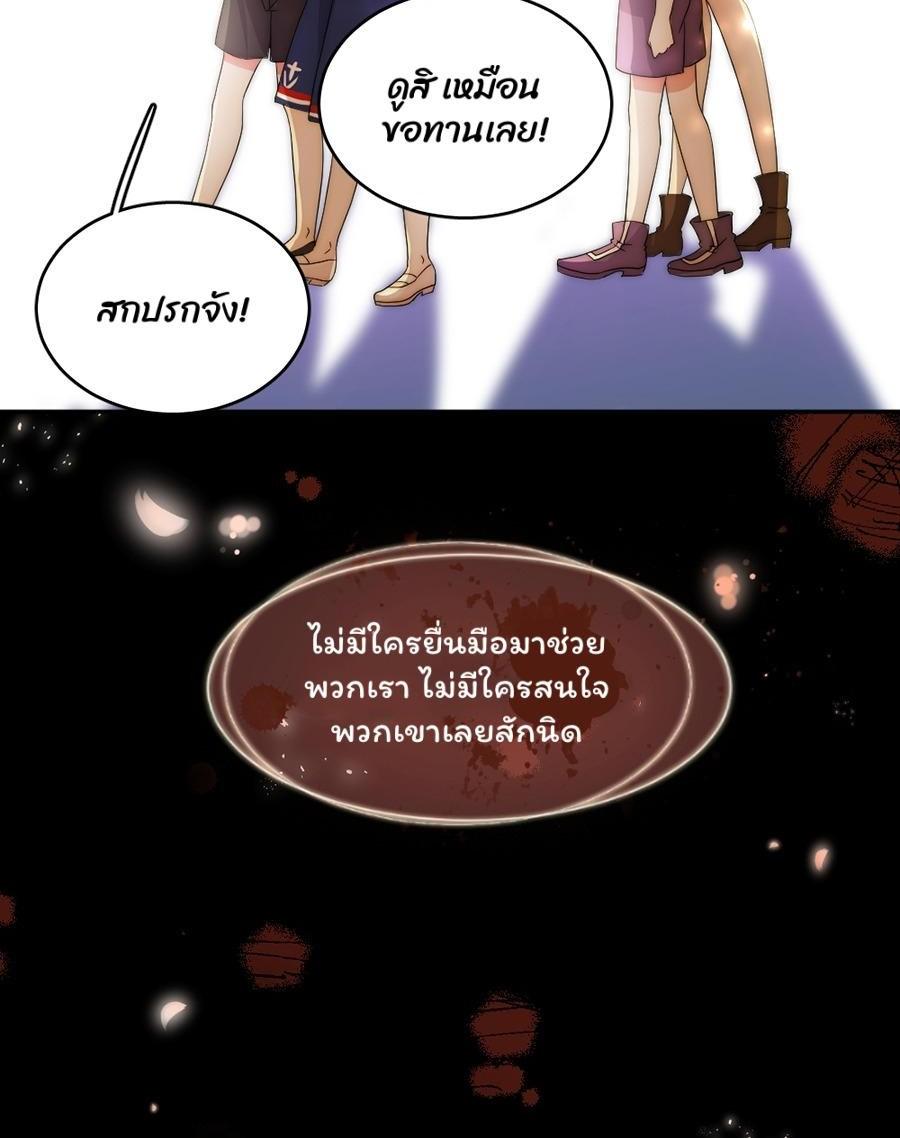 ดูสิ เหมือน
ขอทานเลย!
สกปรกจัง!
ไม่มีใครยื่นมือมาช่วย
พวกเรา ไม่มีใครสนใจ
พวกเขาเลยสักนิด